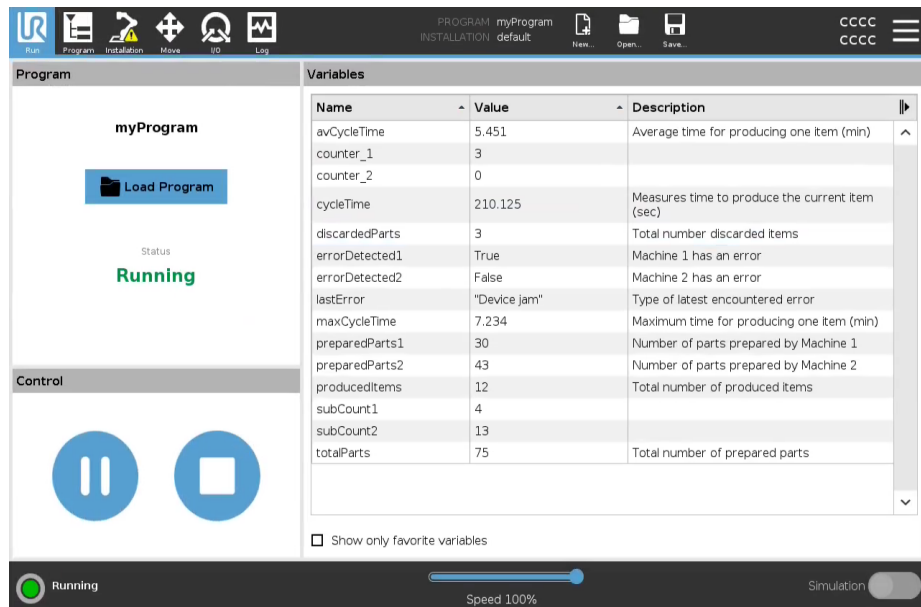 UR
PROGRAM myProgram
INSTALLATION default
CCCC
CCCC
Run Program Installation Move I/O Log New... Open... Save...
Program
Variables
myProgram
Load Program
Status
Running
Name Value Description
avCycleTime 5.451 Average time for producing one item (min)
counter_1 3
counter_2 0
cycleTime 210.125 Measures time to produce the current item
(sec)
discardedParts 3 Total number discarded items
errorDetected1 True Machine 1 has an error
errorDetected2 False Machine 2 has an error
lastError "Device jam" Type of latest encountered error
maxCycleTime 7.234 Maximum time for producing one item (min)
preparedParts1 30 Number of parts prepared by Machine 1
preparedParts2 43 Number of parts prepared by Machine 2
producedItems 12 Total number of produced items
subCount1 4
subCount2 13
totalParts 75 Total number of prepared parts
Control
Show only favorite variables
Running
Speed 100%
Simulation